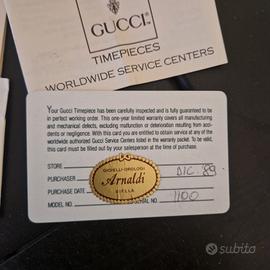 GUCCI
TIMEPIECES
WORLDWIDE SERVICE CENTERS
Your Gucci Timepiece has been carefully inspected and is fully guaranteed to be
in perfect working order. This one-year limited warranty covers all manufacturing
and mechanical defects, excluding malfunction or deterioration resulting from accidents
or negligence. With this card you are entitled to obtain service at any of the
worldwide authorized Gucci Service Centers listed in the warranty packet. To be valid,
this card must be filled out by your salesperson at the time of purchase.
STORE
DIC. 89
PURCHASER
GIOIELLI-OROLOGI
Arnaldi
BIELLA
PURCHASE DATE
1100
MODEL NO.
SERIAL NO.
subito